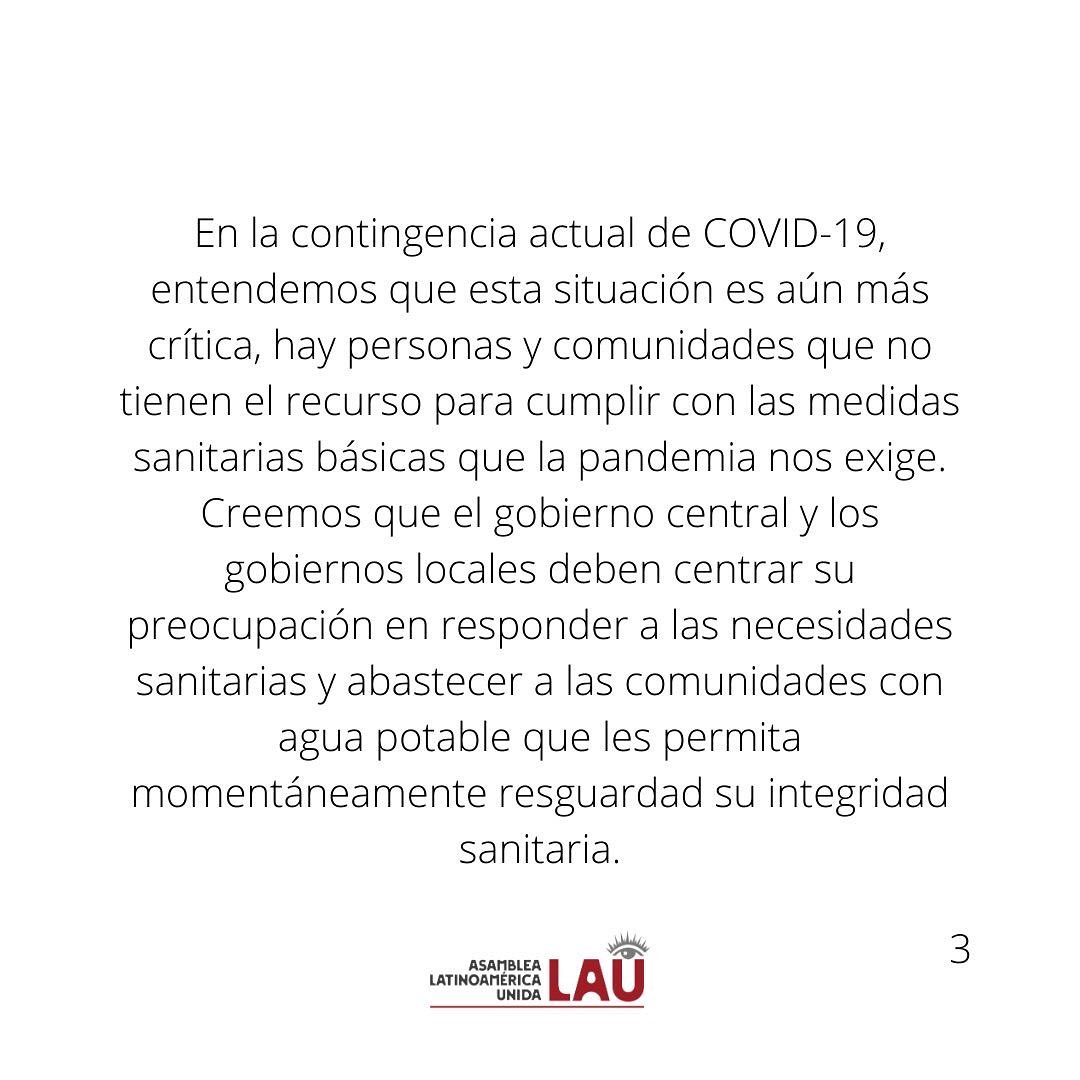 En la contingencia actual de COVID-19,
entendemos que esta situación es aún más
crítica, hay personas y comunidades que no
tienen el recurso para cumplir con las medidas
sanitarias básicas que la pandemia nos exige.
Creemos que el gobierno central y los
gobiernos locales deben centrar su
preocupación en responder a las necesidades
sanitarias y abastecer a las comunidades con
agua potable que les permita
momentáneamente resguardad su integridad
sanitaria.
3
ASAMBLEA
LATINOAMÉRICA
UNIDA
LAU